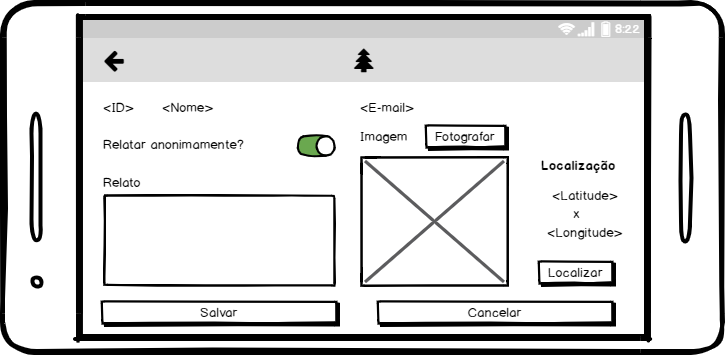 8:22
<ID> <Nome> <E-mail>
Relatar anonimamente?
Imagem Fotografar
Relato
Localização
<Latitude>
x
<Longitude>
Localizar
Salvar Cancelar